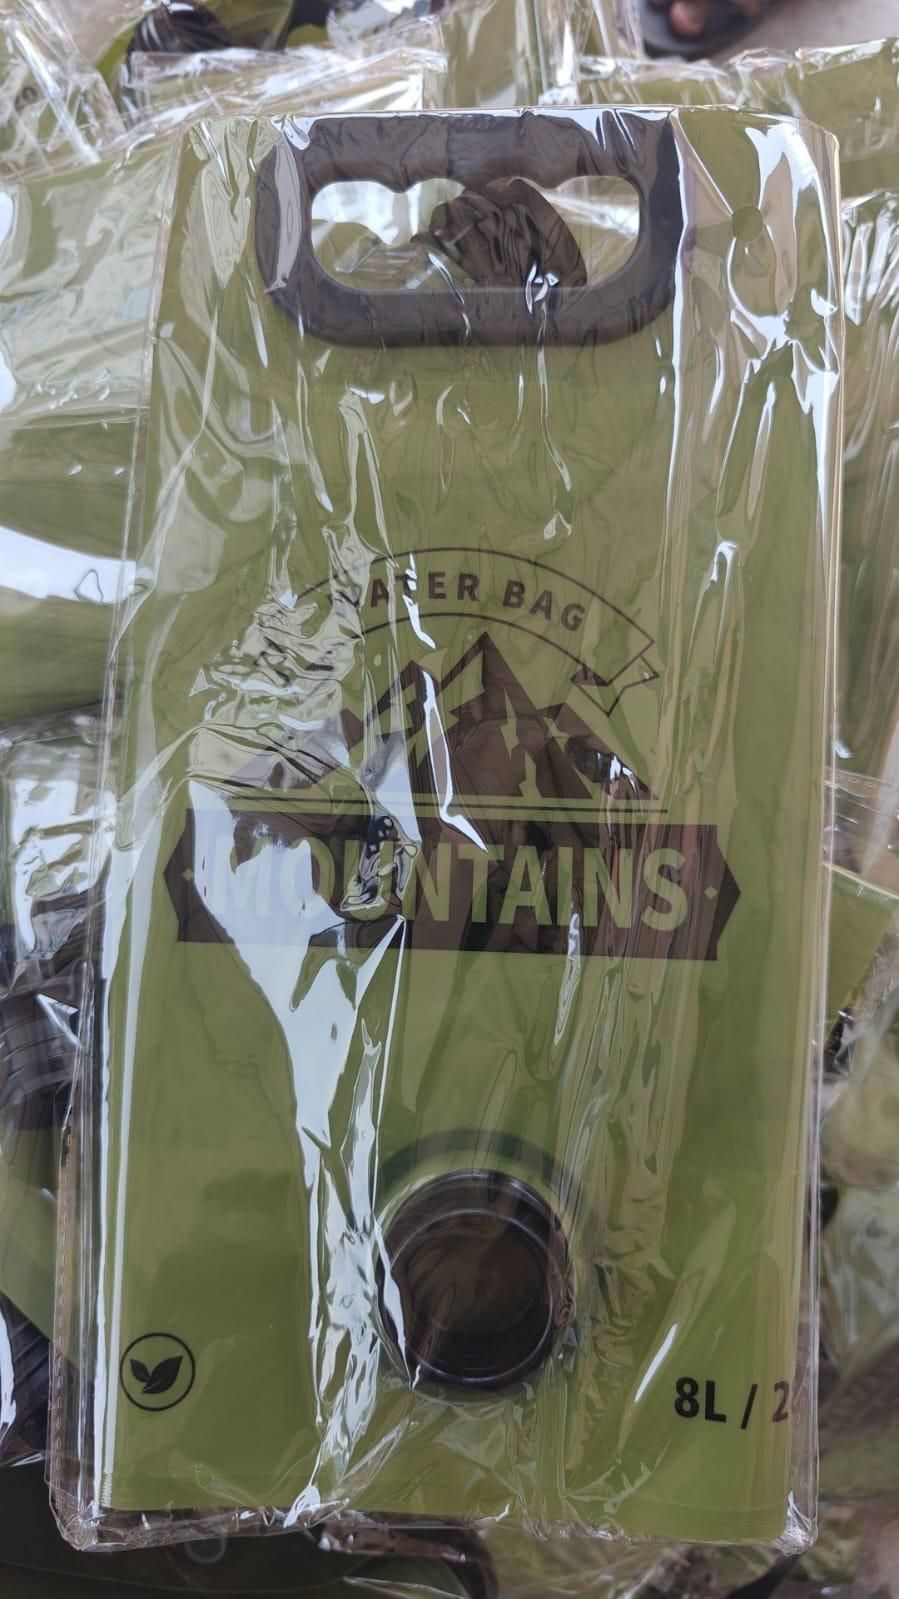 WATER BAG
MOUNTAINS
8L / 2